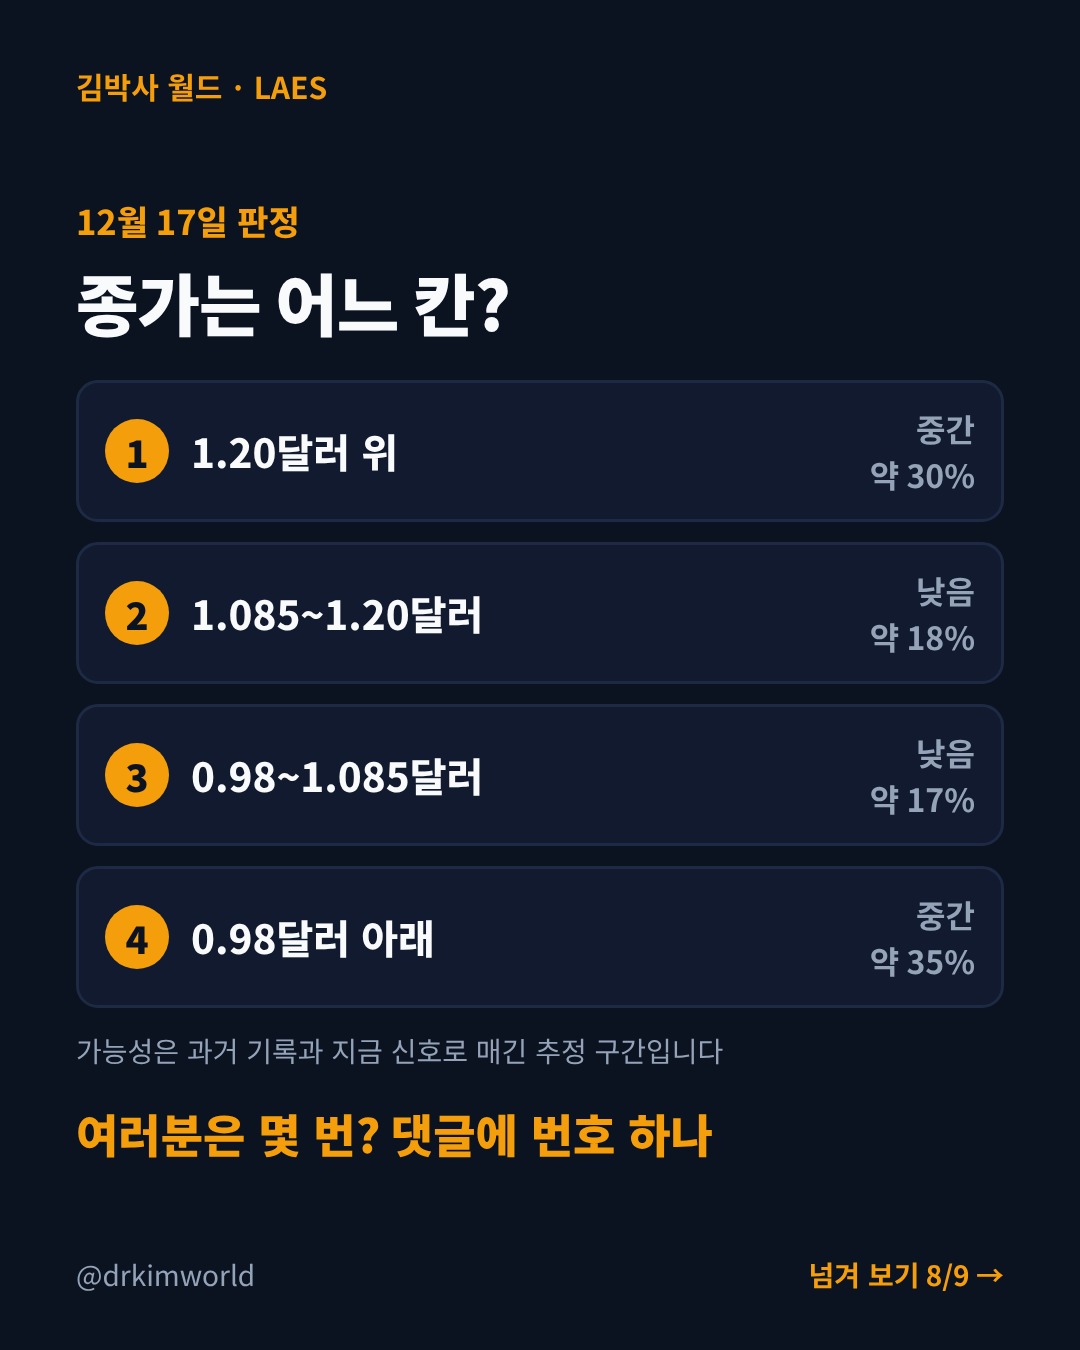 김박사 월드 · LAES
12월 17일 판정
종가는 어느 칸?
1 1.20달러 위
중간
약 30%
2 1.085~1.20달러
낮음
약 18%
3 0.98~1.085달러
낮음
약 17%
4 0.98달러 아래
중간
약 35%
가능성은 과거 기록과 지금 신호로 매긴 추정 구간입니다
여러분은 몇 번? 댓글에 번호 하나
@drkimworld
넘겨 보기 8/9 →